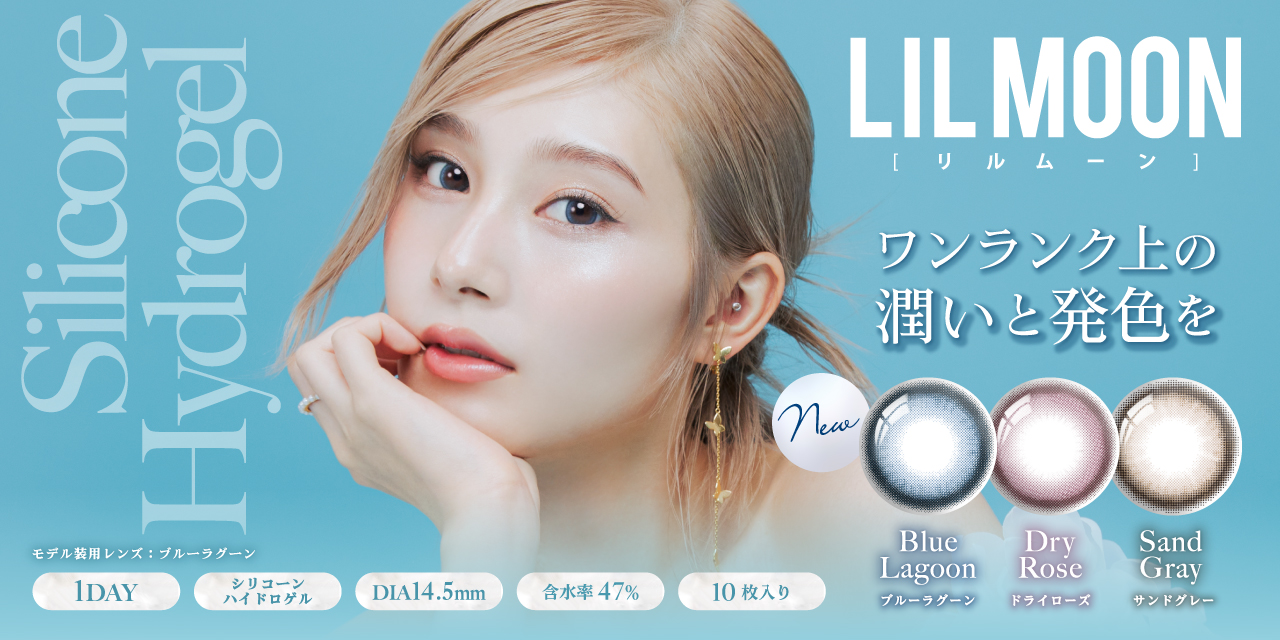 Silicone
Hydrogel
LIL MOON
[ リルムーン ]
ワンランク上の
潤いと発色を
New
Blue
Lagoon
ブルーラグーン
Dry
Rose
ドライローズ
Sand
Gray
サンドグレー
モデル装用レンズ：ブルーラグーン
1DAY
シリコーン
ハイドロゲル
DIA14.5mm
含水率 47%
10 枚入り